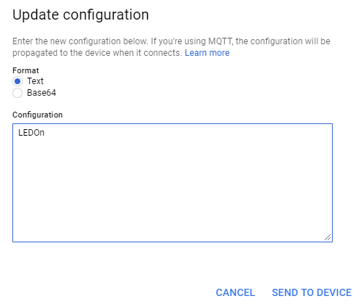 Update configuration
Enter the new configuration below. If you're using MQTT, the configuration will be
propagated to the device when it connects. Learn more
Format
Text
Base64
Configuration
LEDOn
CANCEL SEND TO DEVICE